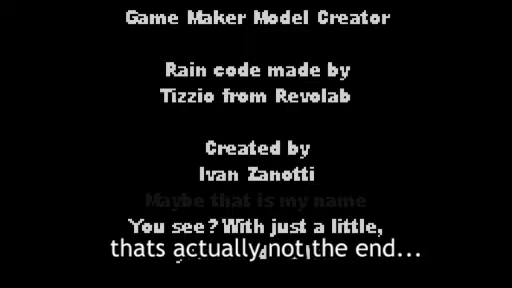 Game Maker Model Creator
Rain code made by
Tizzio from Revolab
Created by
Ivan Zanotti
Maybe that is my name
You see? With just a little,
thats actually not the end...